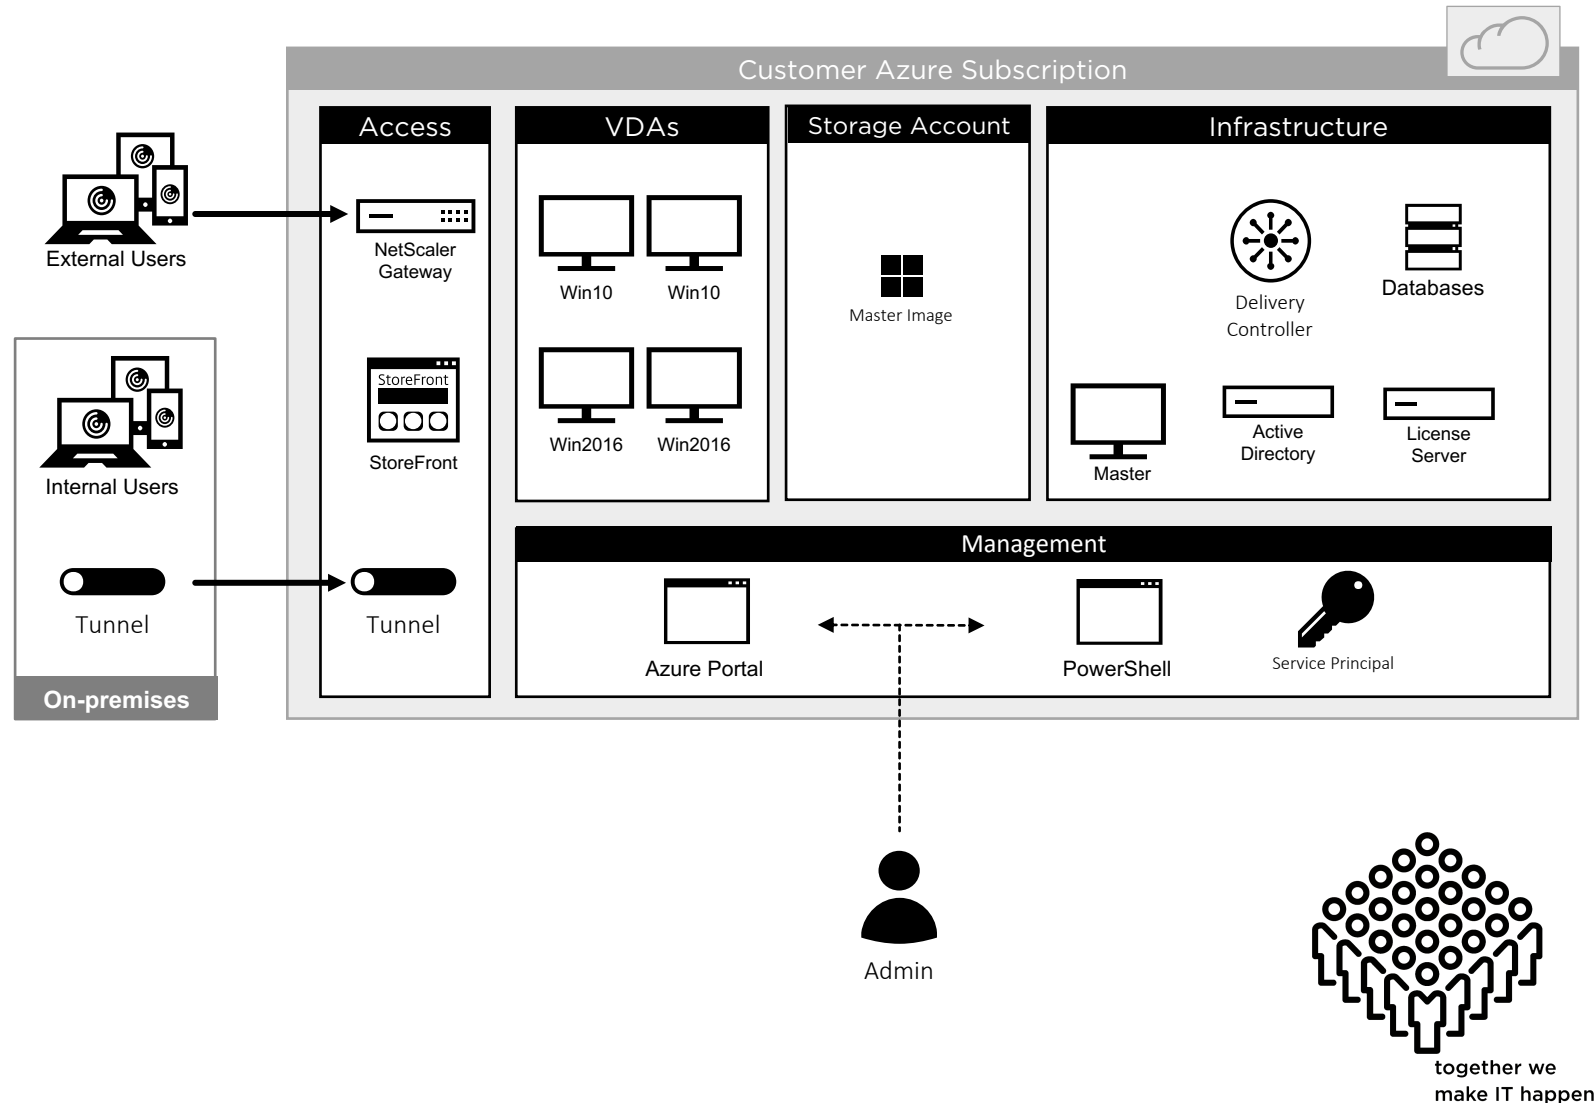 Customer Azure Subscription
Access
VDAs
Storage Account
Infrastructure
External Users
NetScaler
Gateway
Win10
Win10
Master Image
Delivery
Controller
Databases
StoreFront
StoreFront
Win2016
Win2016
Master
Active
Directory
License
Server
Internal Users
Tunnel
On-premises
Tunnel
Management
Azure Portal
PowerShell
Service Principal
Admin
together we
make IT happen